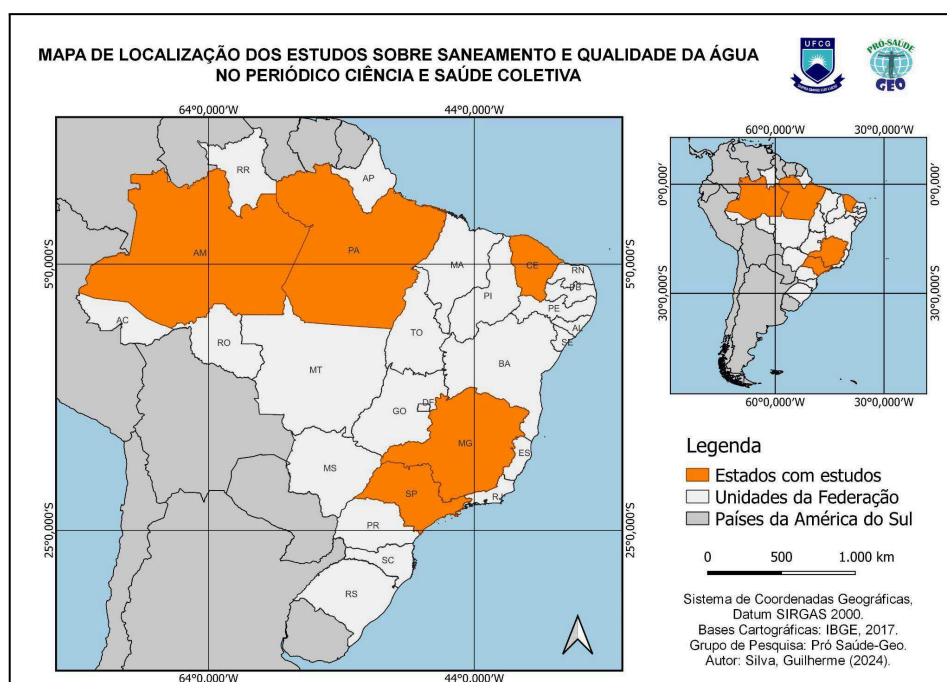 MAPA DE LOCALIZAÇÃO DOS ESTUDOS SOBRE SANEAMENTO E QUALIDADE DA ÁGUA
NO PERIÓDICO CIÊNCIA E SAÚDE COLETIVA
UFCG
PRÓ-SAÚDE
GEO
64°0,000'W
44°0,000'W
RR
AP
AM
PA
MA
CE
RN
PB
PI
PE
AL
SE
AC
RO
TO
BA
MT
GO
DF
MG
ES
MS
SP
RJ
PR
SC
RS
5°0,000'S
25°0,000'S
5°0,000'S
25°0,000'S
64°0,000'W
44°0,000'W
60°0,000'W
30°0,000'W
0°0,000'
30°0,000'S
0°0,000'
30°0,000'S
60°0,000'W
30°0,000'W
Legenda
Estados com estudos
Unidades da Federação
Países da América do Sul
0 500 1.000 km
Sistema de Coordenadas Geográficas,
Datum SIRGAS 2000.
Bases Cartográficas: IBGE, 2017.
Grupo de Pesquisa: Pró Saúde-Geo.
Autor: Silva, Guilherme (2024).